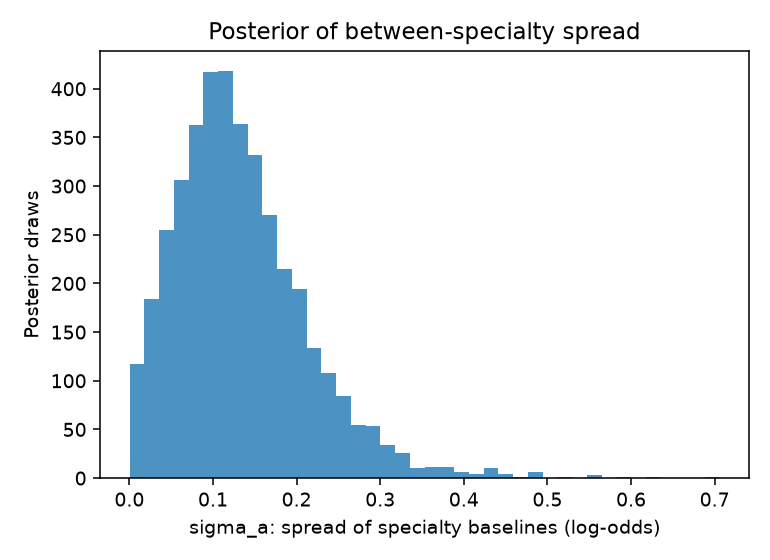 Posterior of between-specialty spread
400
350
300
250
200
150
100
50
0
Posterior draws
0.0 0.1 0.2 0.3 0.4 0.5 0.6 0.7
sigma_a: spread of specialty baselines (log-odds)